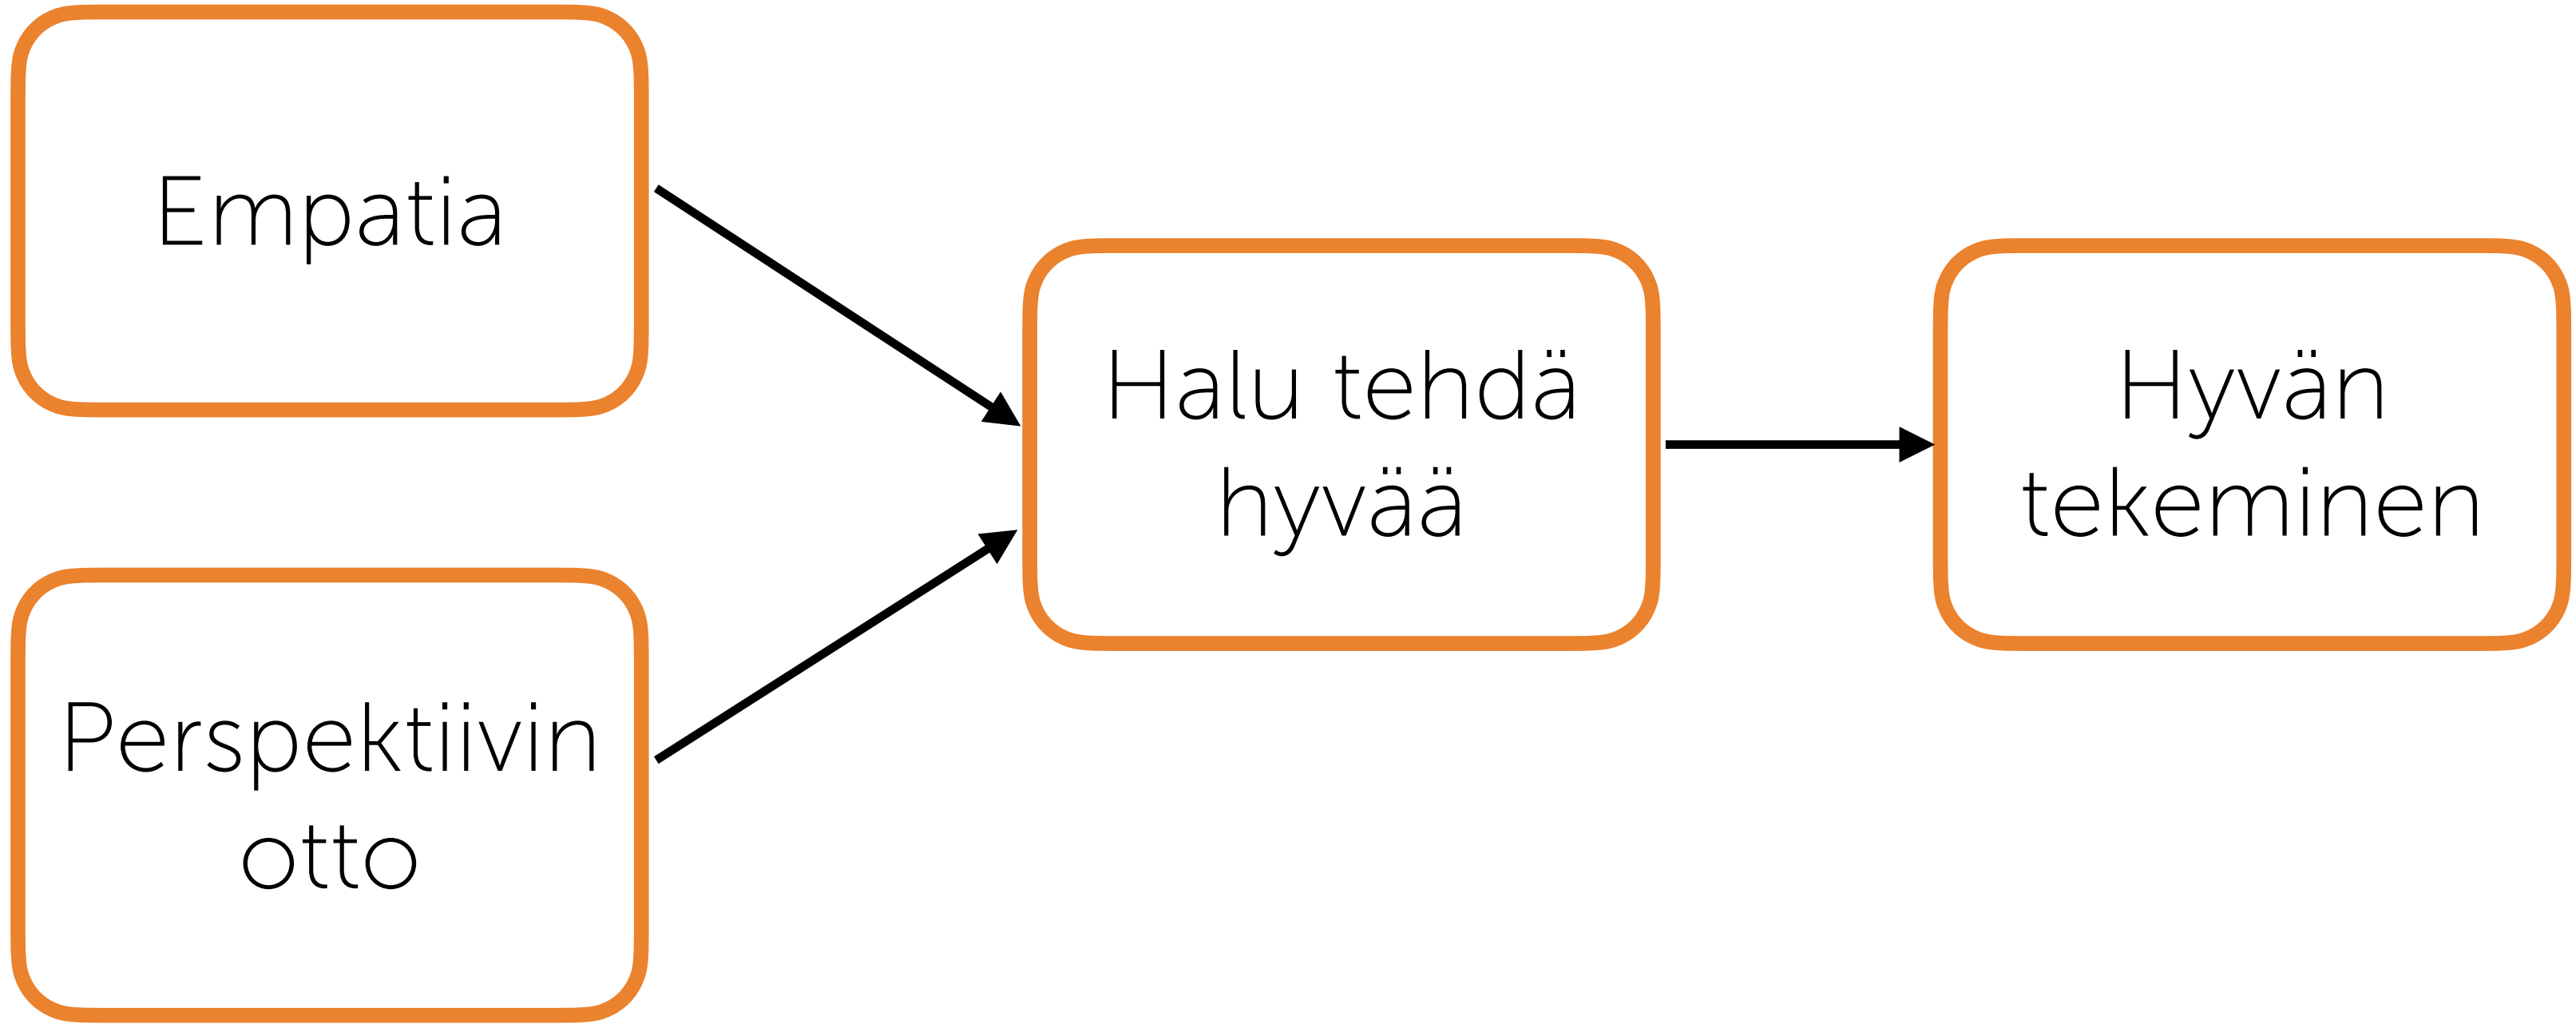 Empatia
Perspektiivin
otto
Halu tehdä
hyvää
Hyvän
tekeminen